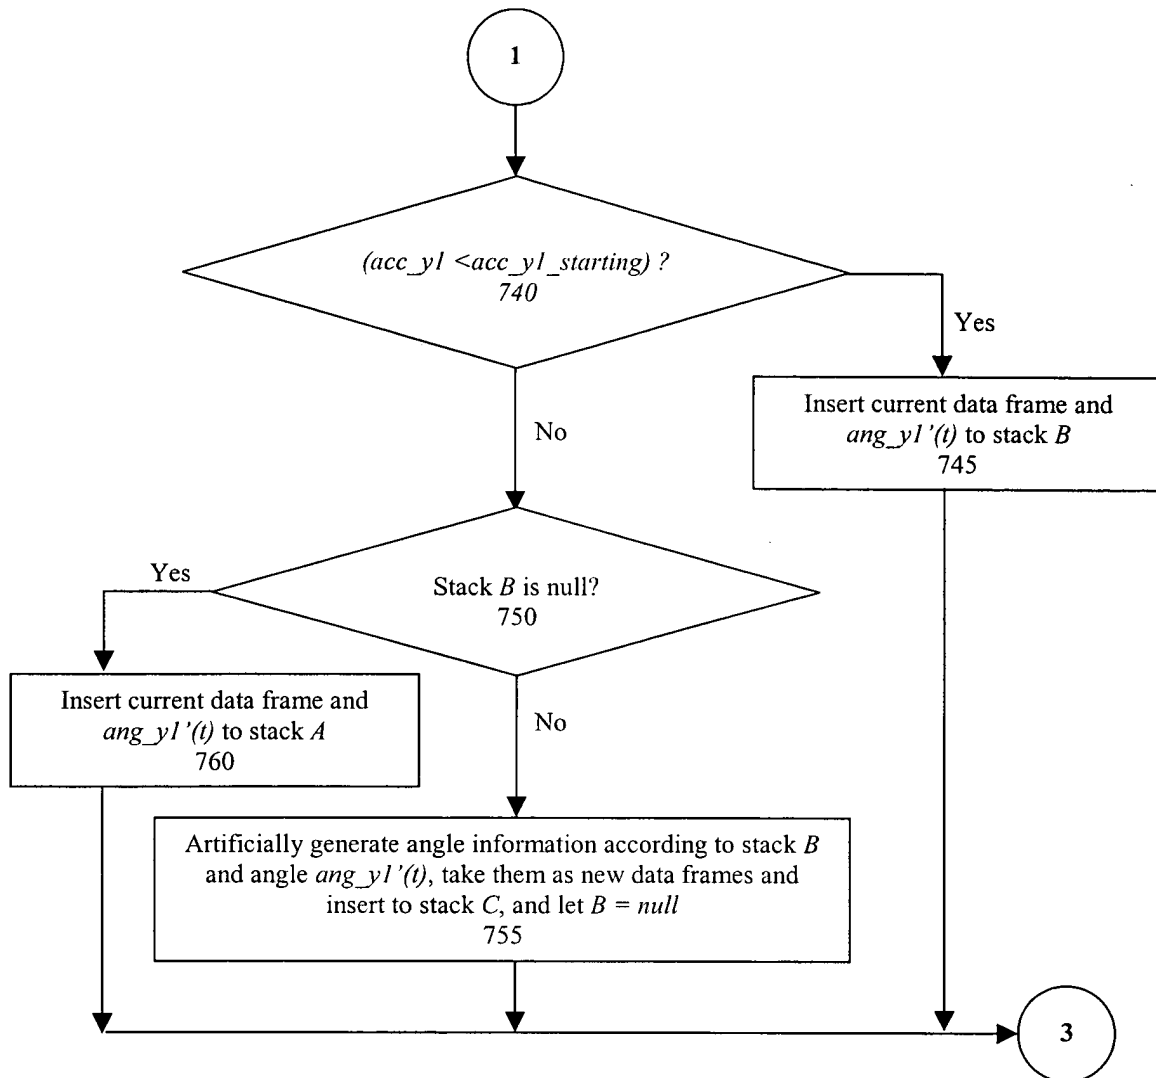 1
(acc_y1 <acc_y1_starting) ?
740
Yes
Insert current data frame and
ang_y1'(t) to stack B
745
No
Stack B is null?
750
Yes
Insert current data frame and
ang_y1'(t) to stack A
760
No
Artificially generate angle information according to stack B
and angle ang_y1'(t), take them as new data frames and
insert to stack C, and let B = null
755
3